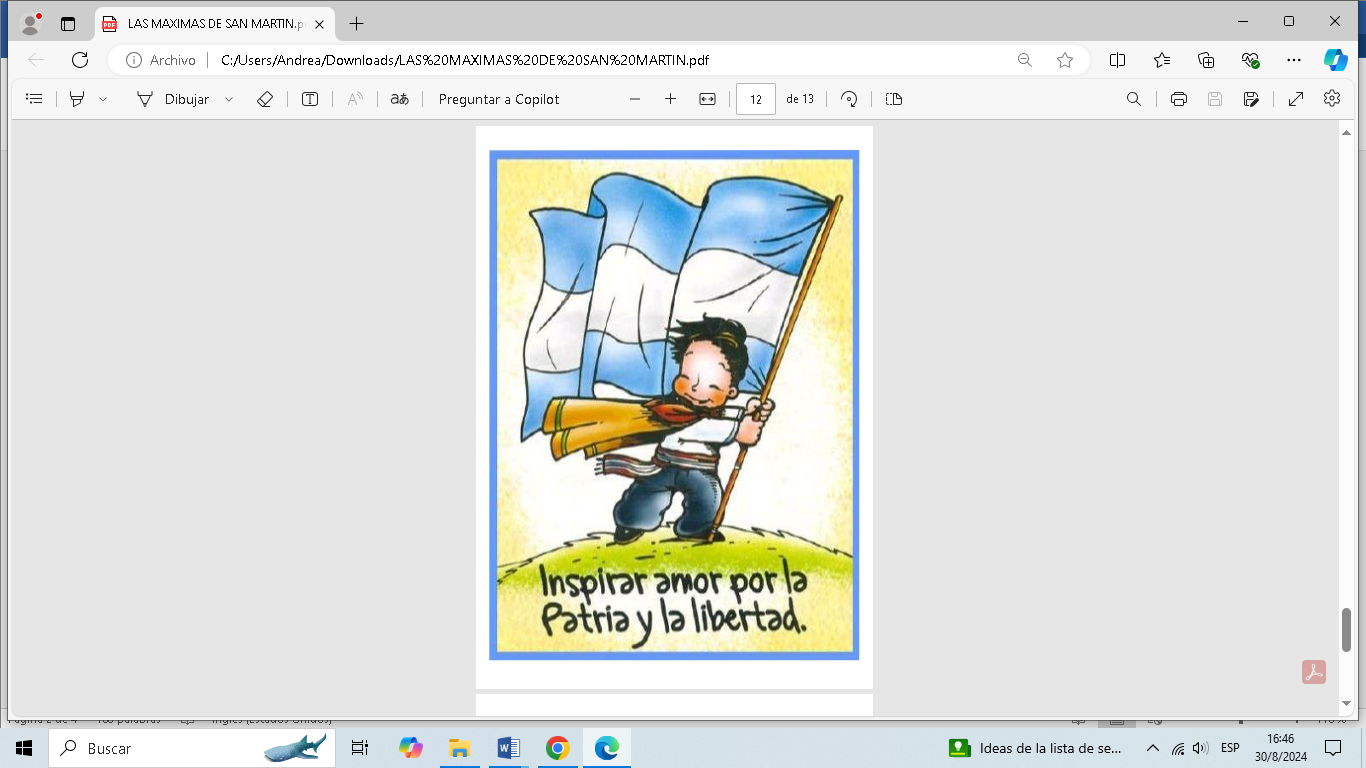 LAS MAXIMAS DE SAN MARTIN.p
Archivo
C:/Users/Andrea/Downloads/LAS%20MAXIMAS%20DE%20SAN%20MARTIN.pdf
Dibujar
aあ
Preguntar a Copilot
12
de 13
Inspirar amor por la
Patria y la libertad.
Buscar
Ideas de la lista de se...
ESP
16:46
30/8/2024